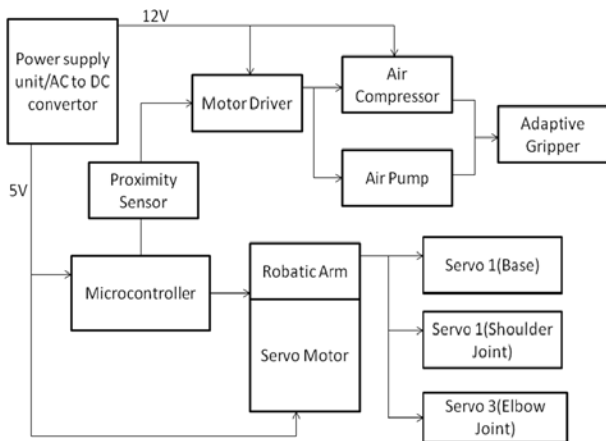 12V
Power supply
unit/AC to DC
convertor
Motor Driver
Air
Compressor
Adaptive
Gripper
Air Pump
5V
Proximity
Sensor
Microcontroller
Robatic Arm
Servo Motor
Servo 1(Base)
Servo 1(Shoulder
Joint)
Servo 3(Elbow
Joint)